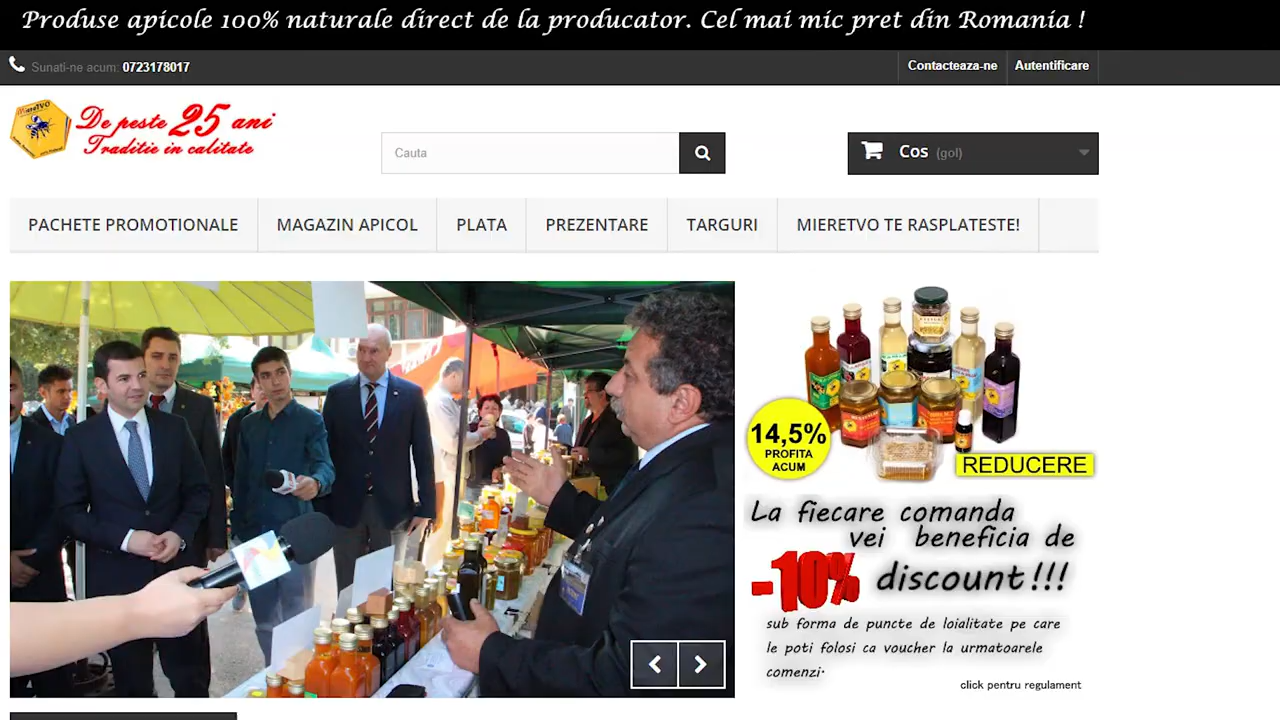 Produse apicole 100% naturale direct de la producator. Cel mai mic pret din Romania !
Sunati-ne acum: 0723178017
Contacteaza-ne
Autentificare
MiereTVO
De peste 25 ani
Traditie in calitate
Cauta
Cos (gol)
PACHETE PROMOTIONALE
MAGAZIN APICOL
PLATA
PREZENTARE
TARGURI
MIERETVO TE RASPLATESTE!
14,5%
PROFITA
ACUM
REDUCERE
La fiecare comanda
vei beneficia de
-10% discount!!!
sub forma de puncte de loialitate pe care
le poti folosi ca voucher la urmatoarele
comenzi.
click pentru regulament